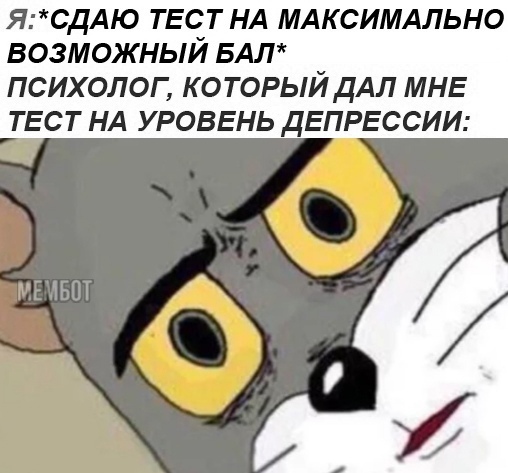 Я:*СДАЮ ТЕСТ НА МАКСИМАЛЬНО
ВОЗМОЖНЫЙ БАЛ*
ПСИХОЛОГ, КОТОРЫЙ ДАЛ МНЕ
ТЕСТ НА УРОВЕНЬ ДЕПРЕССИИ:
МЕМБОТ